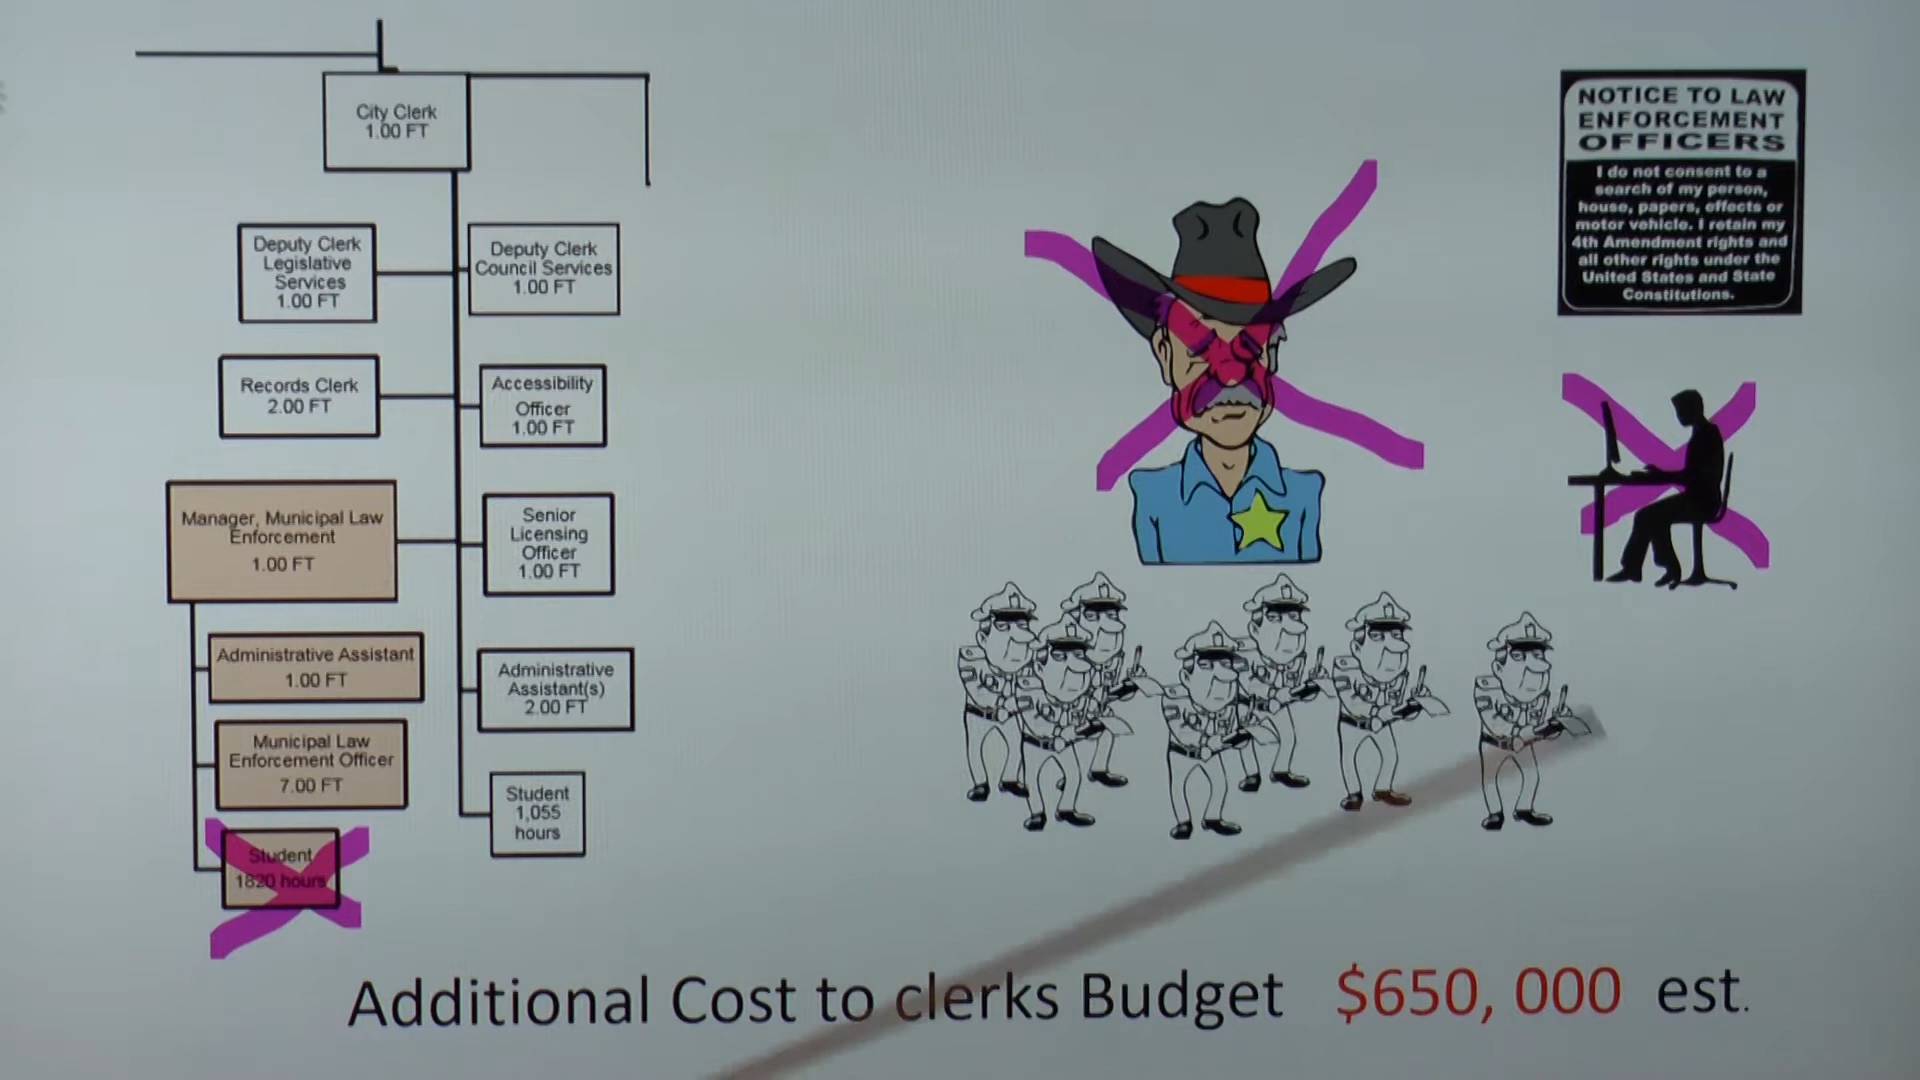 City Clerk
1.00 FT
Deputy Clerk
Legislative
Services
1.00 FT
Deputy Clerk
Council Services
1.00 FT
Records Clerk
2.00 FT
Accessibility
Officer
1.00 FT
Manager, Municipal Law
Enforcement
1.00 FT
Senior
Licensing
Officer
1.00 FT
Administrative Assistant
1.00 FT
Administrative
Assistant(s)
2.00 FT
Municipal Law
Enforcement Officer
7.00 FT
Student
1,055
hours
Student
1820 hours
NOTICE TO LAW
ENFORCEMENT
OFFICERS
I do not consent to a
search of my person,
house, papers, effects or
motor vehicle. I retain my
4th Amendment rights and
all other rights under the
United States and State
Constitutions.
Additional Cost to clerks Budget $650, 000 est.